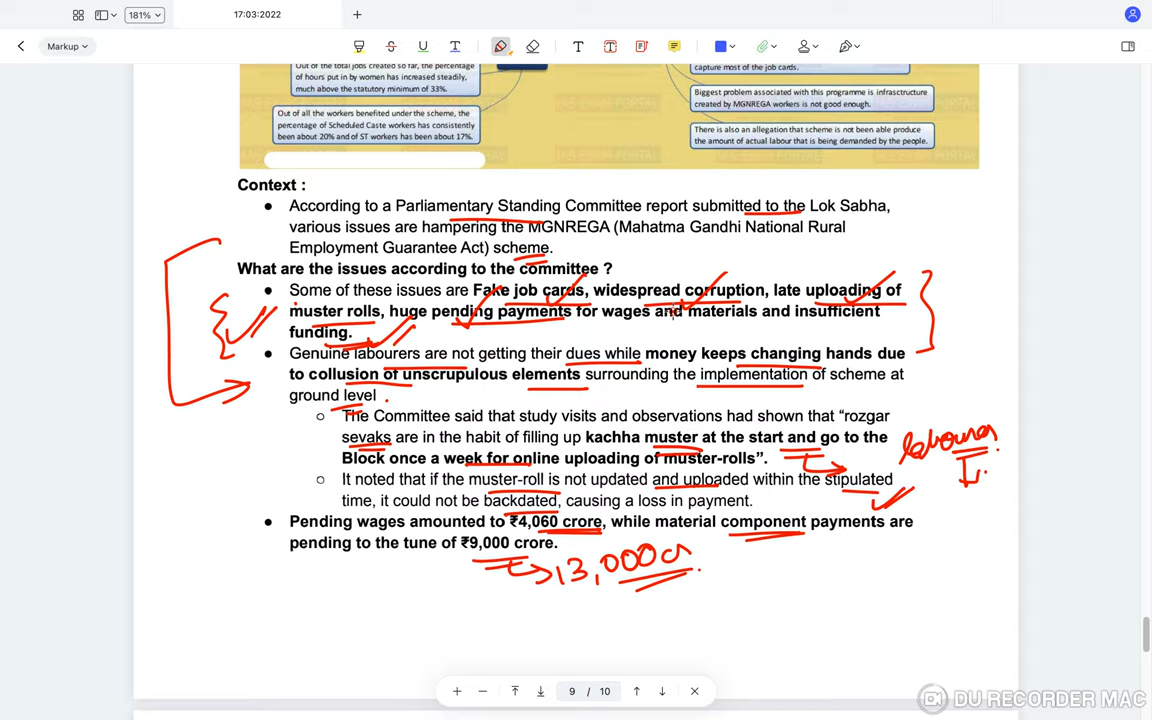 181%
17:03:2022
Markup
Out of the total jobs created so far, the percentage
of hours put in by women has increased steadily,
much above the statutory minimum of 33%.
Out of all the workers benefited under the scheme, the
percentage of Scheduled Caste workers has consistently
been about 20% and of ST workers has been about 17%.
capture most of the job cards.
Biggest problem associated with this programme is infrasctructure
created by MGNREGA workers is not good enough.
There is also an allegation that scheme is not been able produce
the amount of actual labour that is being demanded by the people.
Context :
● According to a Parliamentary Standing Committee report submitted to the Lok Sabha,
various issues are hampering the MGNREGA (Mahatma Gandhi National Rural
Employment Guarantee Act) scheme.
What are the issues according to the committee ?
● Some of these issues are Fake job cards, widespread corruption, late uploading of
muster rolls, huge pending payments for wages and materials and insufficient
funding.
● Genuine labourers are not getting their dues while money keeps changing hands due
to collusion of unscrupulous elements surrounding the implementation of scheme at
ground level .
○ The Committee said that study visits and observations had shown that “rozgar
sevaks are in the habit of filling up kachha muster at the start and go to the
Block once a week for online uploading of muster-rolls”.
labourers
○ It noted that if the muster-roll is not updated and uploaded within the stipulated
time, it could not be backdated, causing a loss in payment.
● Pending wages amounted to ₹4,060 crore, while material component payments are
pending to the tune of ₹9,000 crore.
13,000 cr
9 / 10
DU RECORDER MAC